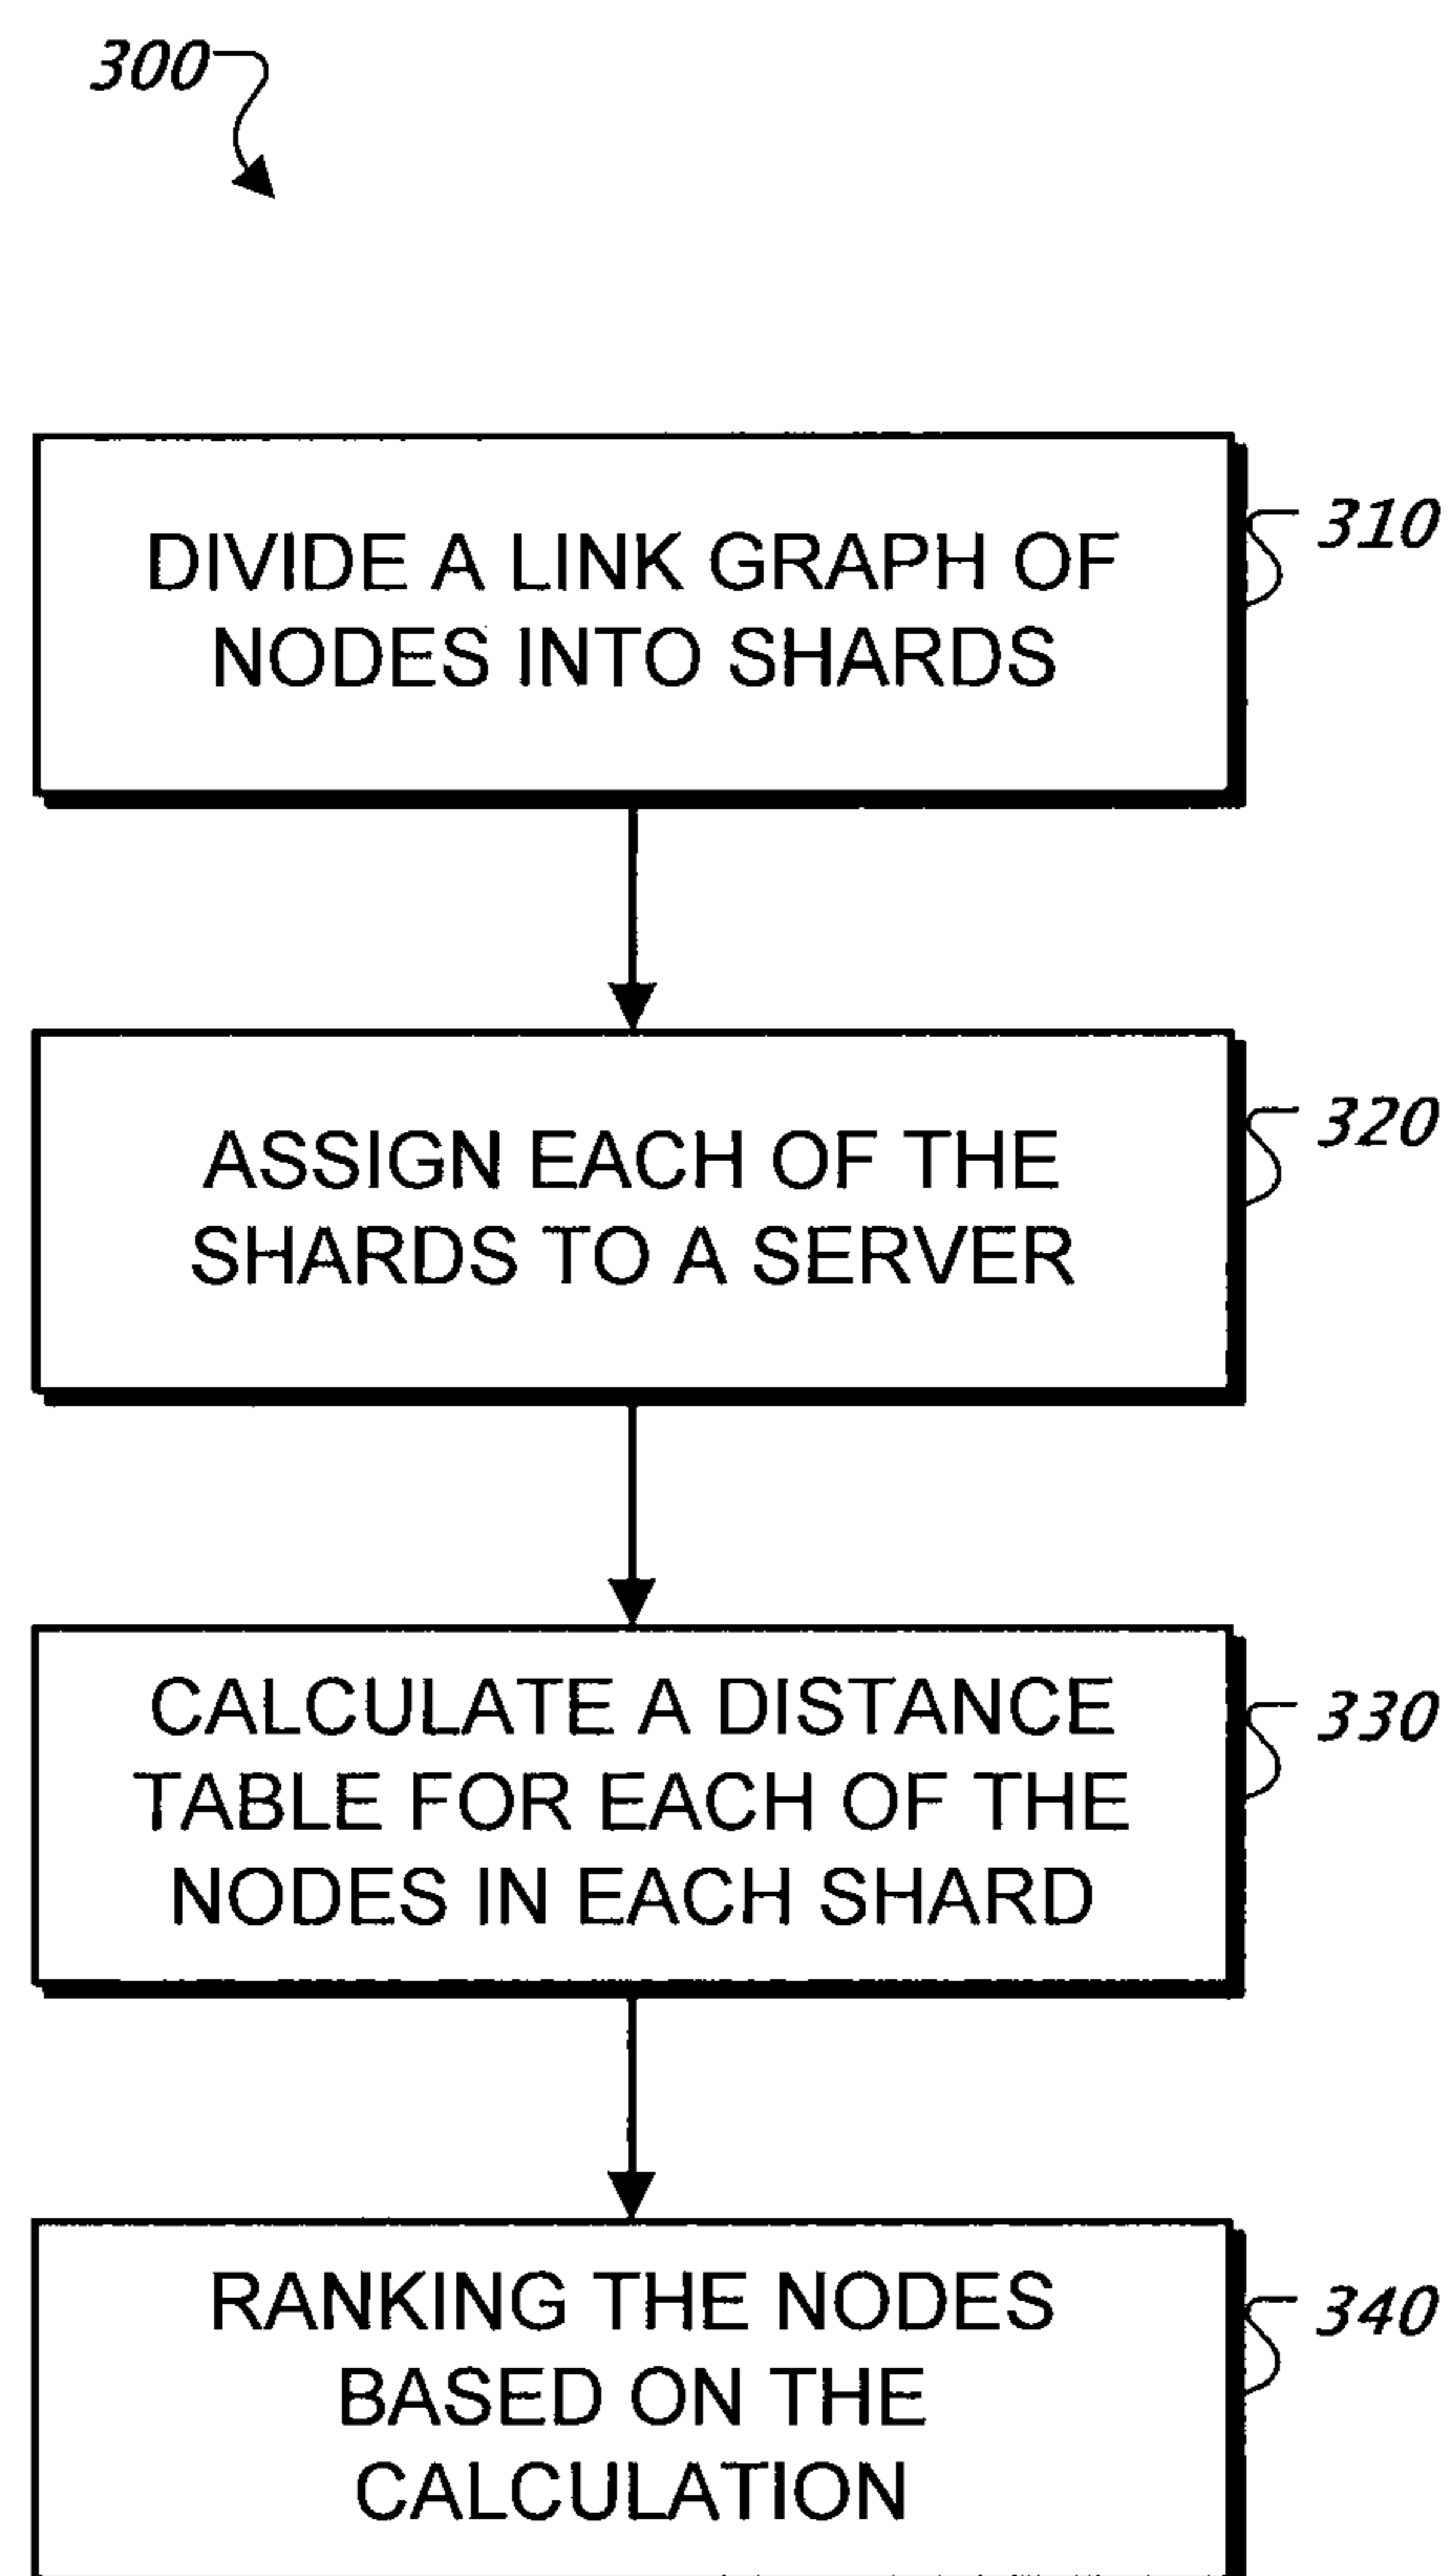 300
DIVIDE A LINK GRAPH OF
NODES INTO SHARDS
310
ASSIGN EACH OF THE
SHARDS TO A SERVER
320
CALCULATE A DISTANCE
TABLE FOR EACH OF THE
NODES IN EACH SHARD
330
RANKING THE NODES
BASED ON THE
CALCULATION
340